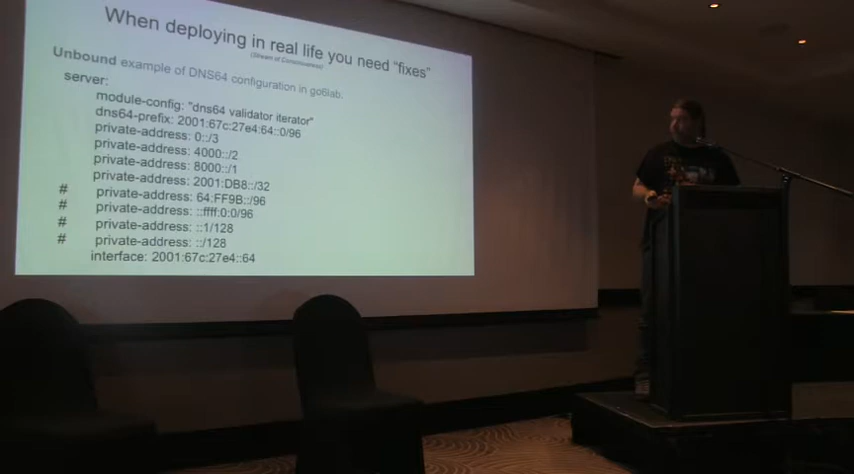 When deploying in real life you need "fixes"
(Stream of Consciousness)
Unbound example of DNS64 configuration in go6lab.
server:
module-config: "dns64 validator iterator"
dns64-prefix: 2001:67c:27e4:64::0/96
private-address: 0::/3
private-address: 4000::/2
private-address: 8000::/1
private-address: 2001:DB8::/32
# private-address: 64:FF9B::/96
# private-address: ::ffff:0:0/96
# private-address: ::1/128
# private-address: ::/128
interface: 2001:67c:27e4::64